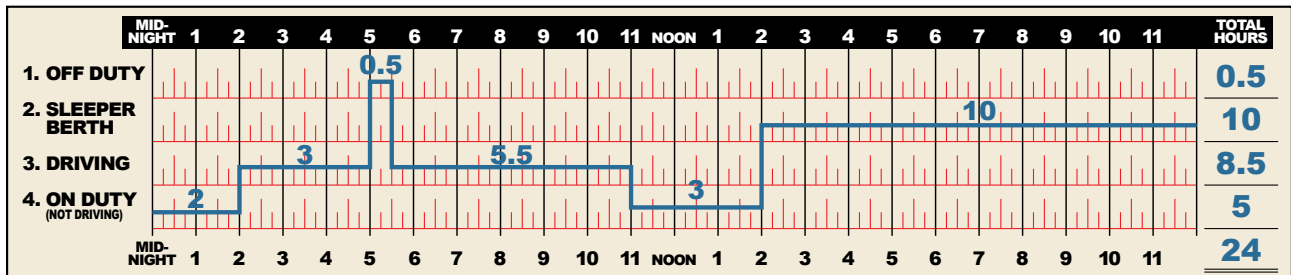 MID-NIGHT 1 2 3 4 5 6 7 8 9 10 11 NOON 1 2 3 4 5 6 7 8 9 10 11 TOTAL HOURS
1. OFF DUTY 0.5 0.5
2. SLEEPER BERTH 10 10
3. DRIVING 3 5.5 8.5
4. ON DUTY (NOT DRIVING) 2 3 5
MID-NIGHT 1 2 3 4 5 6 7 8 9 10 11 NOON 1 2 3 4 5 6 7 8 9 10 11 24